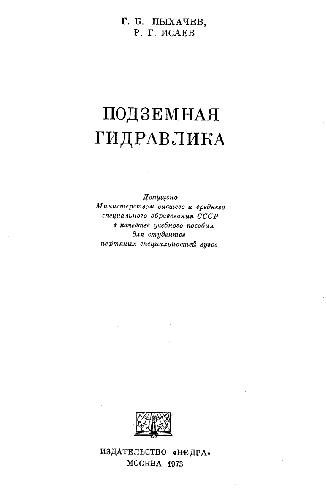 Г. Б. ПЫХАЧЕВ,
Р. Г. ИСАЕВ
ПОДЗЕМНАЯ
ГИДРАВЛИКА
Допущено
Министерством высшего и среднего
специального образования СССР
в качестве учебного пособия
для студентов
нефтяных специальностей вузов
ИЗДАТЕЛЬСТВО «НЕДРА»
МОСКВА 1973